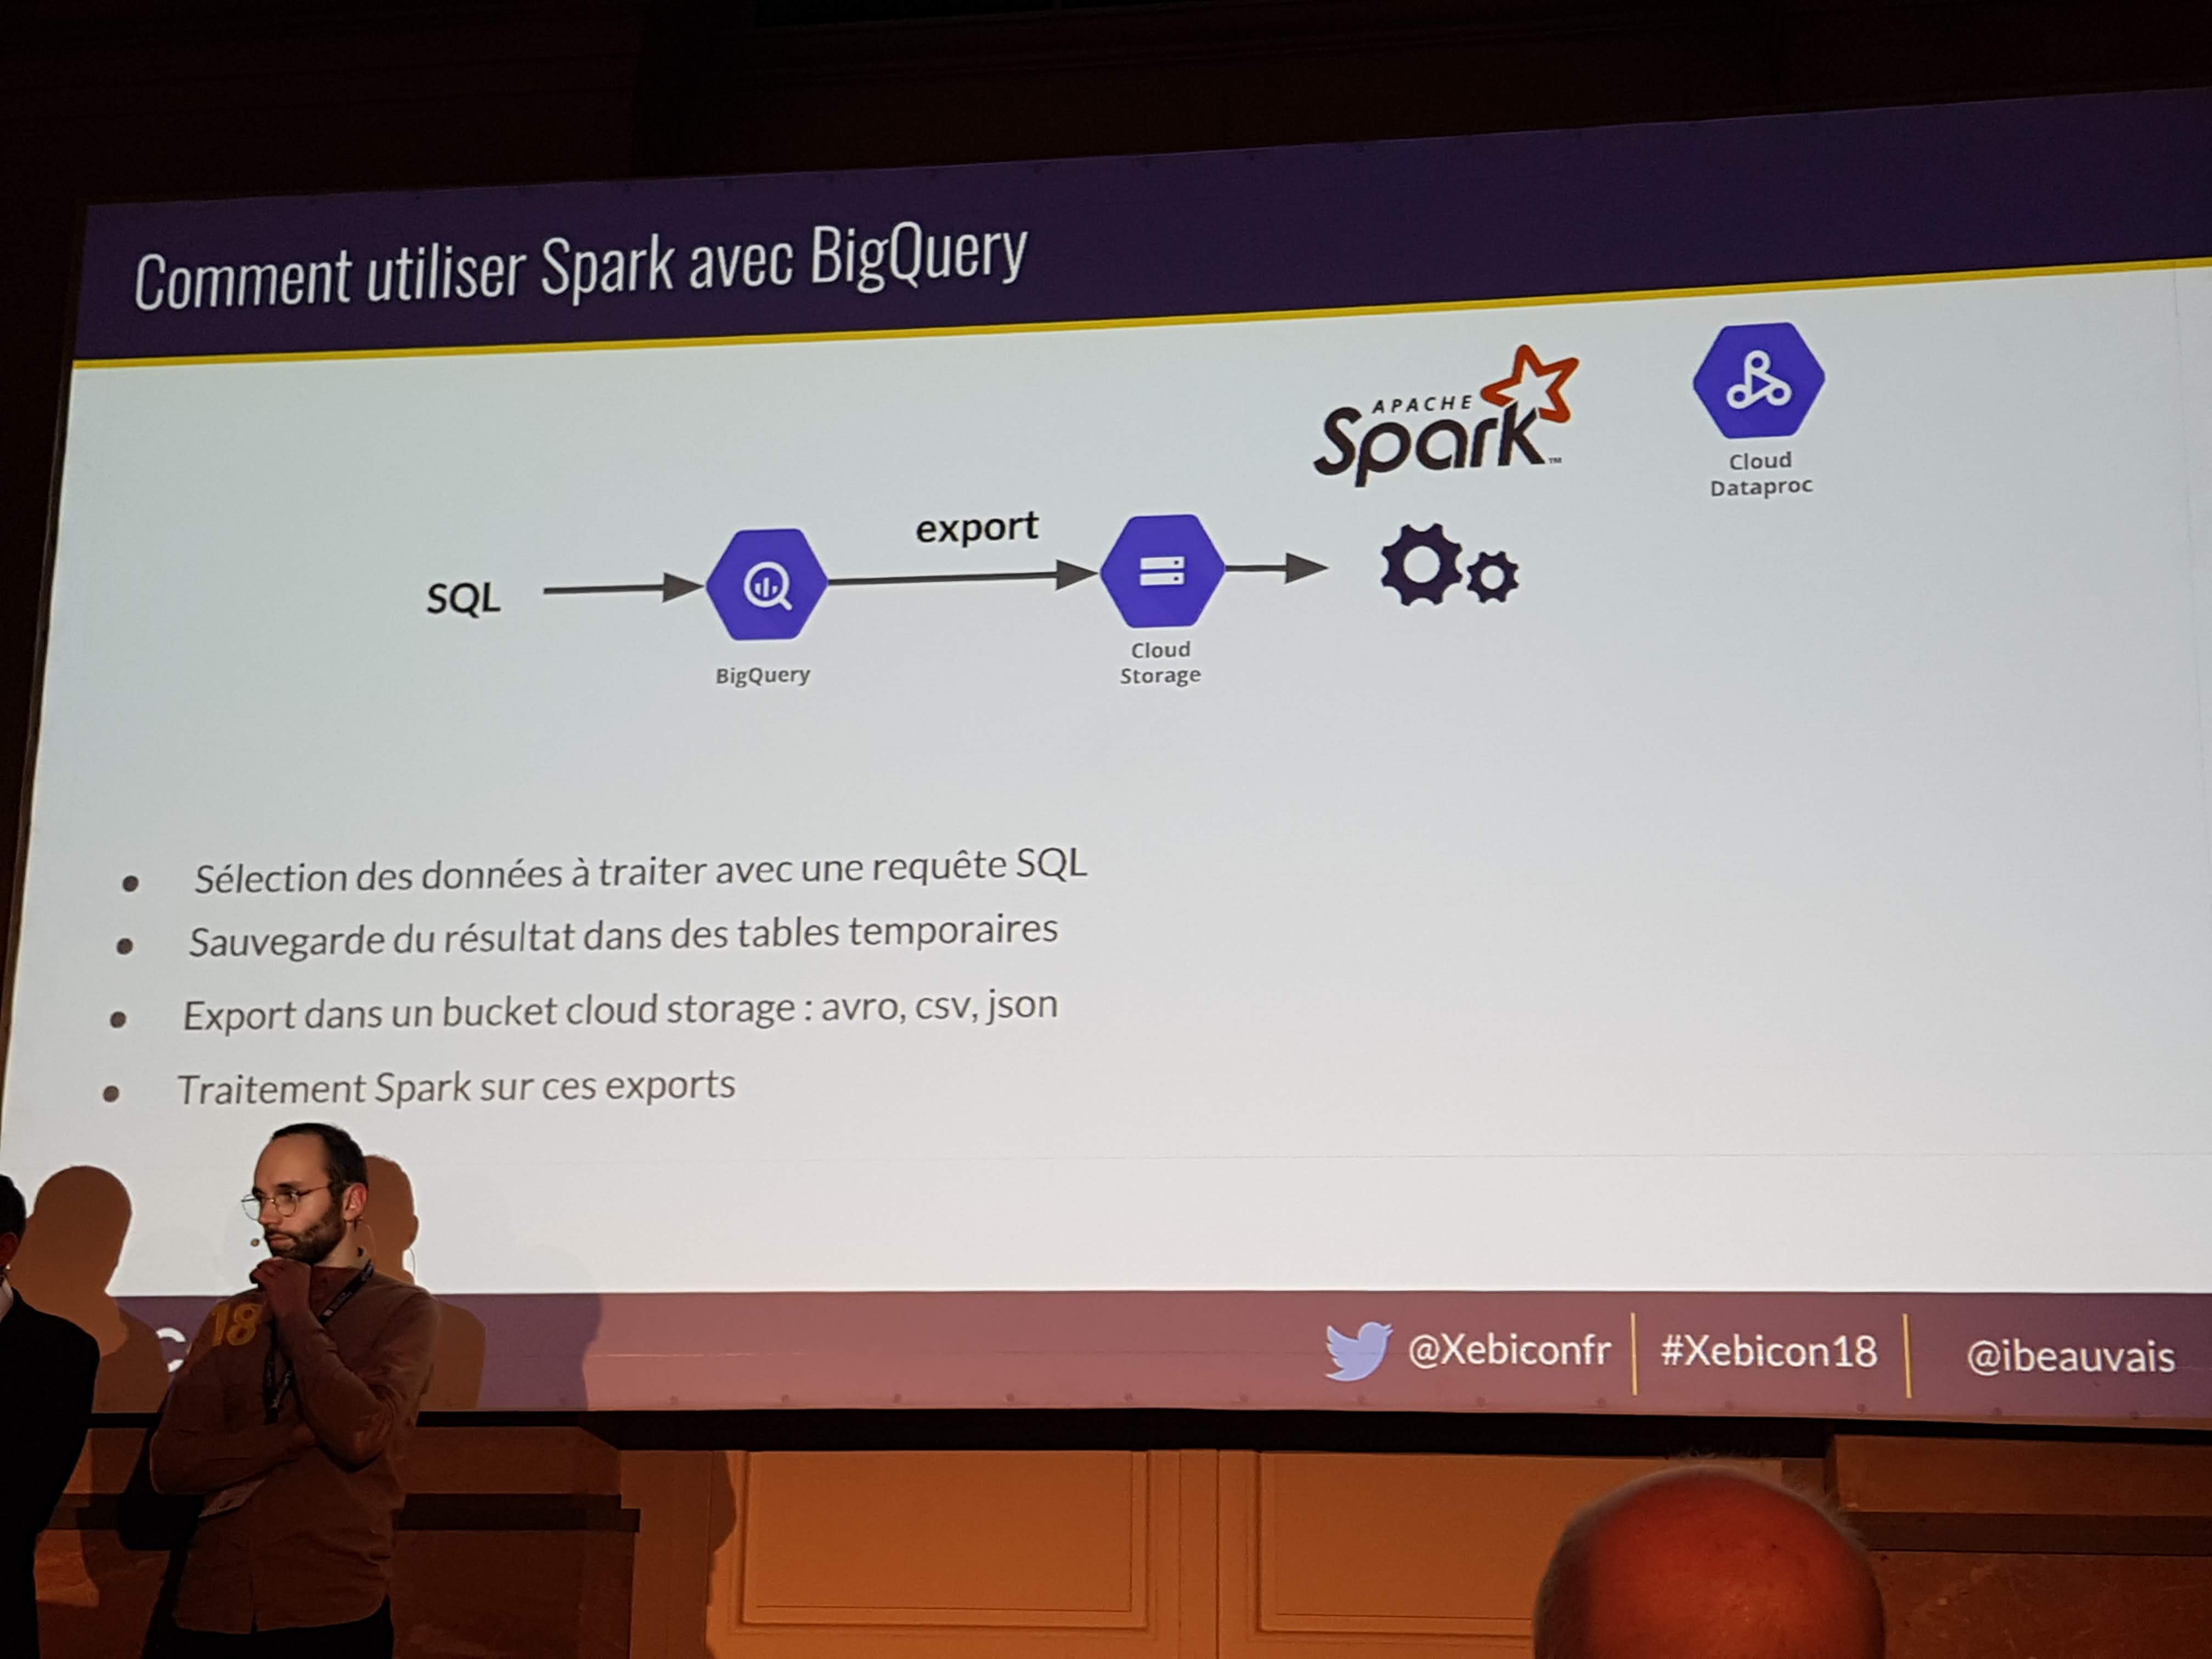 Comment utiliser Spark avec BigQuery
APACHE
Spark™
Cloud
Dataproc
export
SQL
BigQuery
Cloud
Storage
Sélection des données à traiter avec une requête SQL
Sauvegarde du résultat dans des tables temporaires
Export dans un bucket cloud storage : avro, csv, json
Traitement Spark sur ces exports
18
@Xebiconfr
#Xebicon18
@ibeauvais